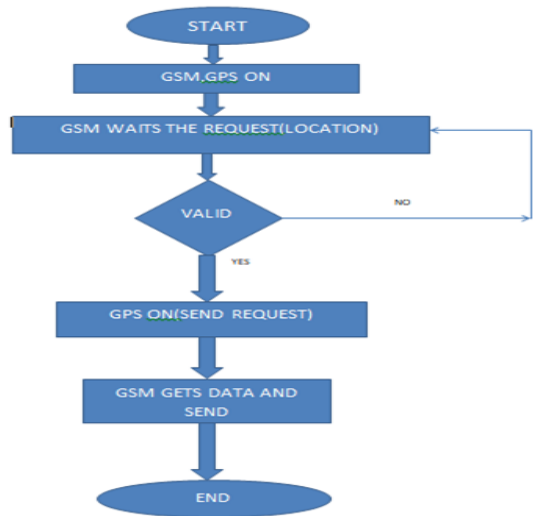 START
GSM,GPS ON
GSM WAITS THE REQUEST(LOCATION)
VALID
NO
YES
GPS ON(SEND REQUEST)
GSM GETS DATA AND
SEND
END